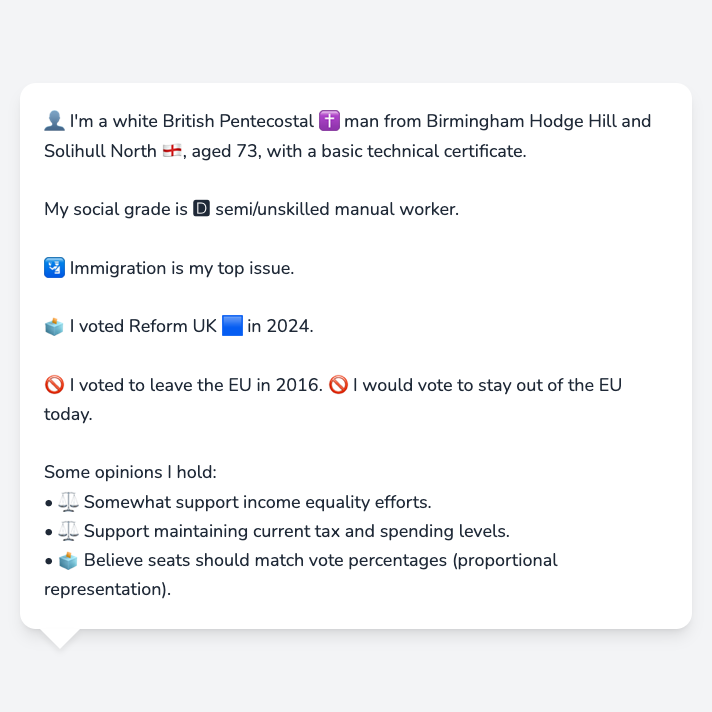 👤 I'm a white British Pentecostal ✝️ man from Birmingham Hodge Hill and
Solihull North 🏴󠁧󠁢󠁥󠁮󠁧󠁿, aged 73, with a basic technical certificate.
My social grade is 🅳 semi/unskilled manual worker.
🛂 Immigration is my top issue.
🗳️ I voted Reform UK 🟦 in 2024.
🚫 I voted to leave the EU in 2016. 🚫 I would vote to stay out of the EU
today.
Some opinions I hold:
• ⚖️ Somewhat support income equality efforts.
• ⚖️ Support maintaining current tax and spending levels.
• 🗳️ Believe seats should match vote percentages (proportional
representation).